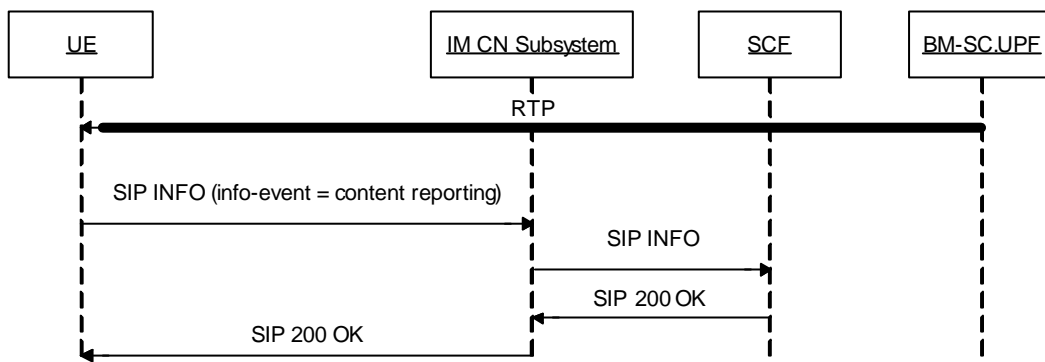 UE
IM CN Subsystem
SCF
BM-SC.UPF
RTP
SIP INFO (info-event = content reporting)
SIP INFO
SIP 200 OK
SIP 200 OK